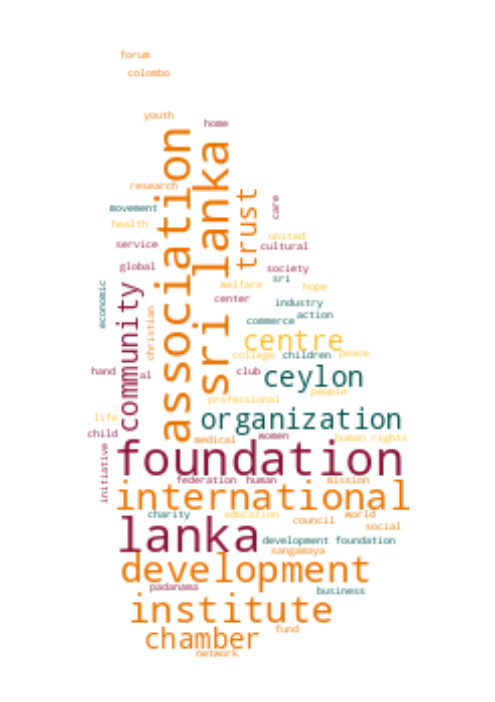 forum
colombo
youth
home
association
sri lanka
research
trust
care
movement
health
united
service
cultural
global
society
sri
economic
community
welfare
hope
center
industry
christian
action
commerce
centre
college
children
peace
hand
al
club
ceylon
professional
people
life
organization
child
medical
women
human rights
initiative
foundation
federation
human
mission
international
charity
education
council
world
social
lanka
development foundation
sangamaya
development
padanama
business
institute
fund
chamber
network